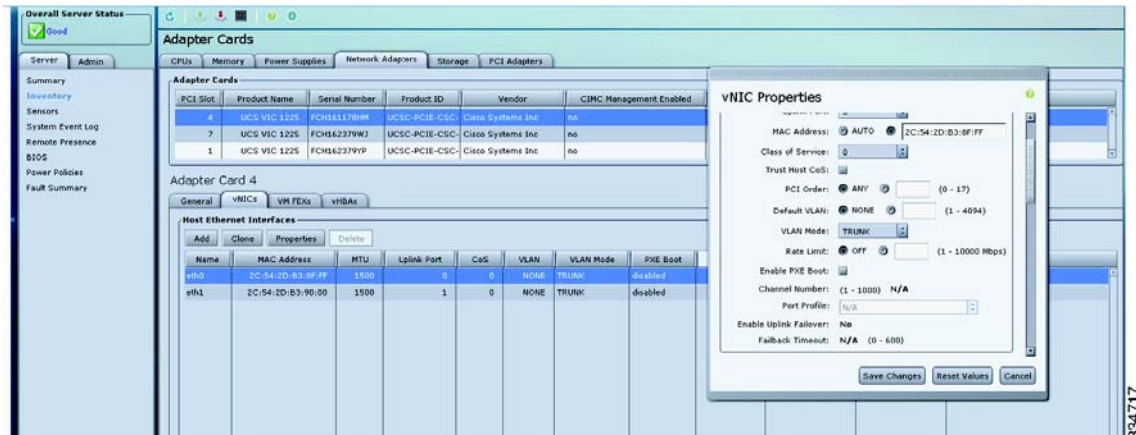 Overall Server Status
Good
Server Admin
Summary
Inventory
Sensors
System Event Log
Remote Presence
BIOS
Power Policies
Fault Summary
Adapter Cards
CPUs Memory Power Supplies Network Adapters Storage PCI Adapters
Adapter Cards
PCI Slot Product Name Serial Number Product ID Vendor CIMC Management Enabled
4 UCS VIC 1225 FCH161178HM UCSC-PCIE-CSC- Cisco Systems Inc no
7 UCS VIC 1225 FCH162379WJ UCSC-PCIE-CSC- Cisco Systems Inc no
1 UCS VIC 1225 FCH162379YP UCSC-PCIE-CSC- Cisco Systems Inc no
Adapter Card 4
General vNICs VM FEXs vHBAs
Host Ethernet Interfaces
Add Clone Properties Delete
Name MAC Address MTU Uplink Port CoS VLAN VLAN Mode PXE Boot
eth0 2C:54:2D:B3:8F:FF 1500 0 0 NONE TRUNK disabled
eth1 2C:54:2D:B3:90:00 1500 1 0 NONE TRUNK disabled
vNIC Properties
MAC Address: AUTO 2C:54:2D:B3:8F:FF
Class of Service: 0
Trust Host CoS:
PCI Order: ANY (0 - 17)
Default VLAN: NONE (1 - 4094)
VLAN Mode: TRUNK
Rate Limit: OFF (1 - 10000 Mbps)
Enable PXE Boot:
Channel Number: (1 - 1000) N/A
Port Profile: N/A
Enable Uplink Failover: No
Failback Timeout: N/A (0 - 600)
Save Changes Reset Values Cancel
334717